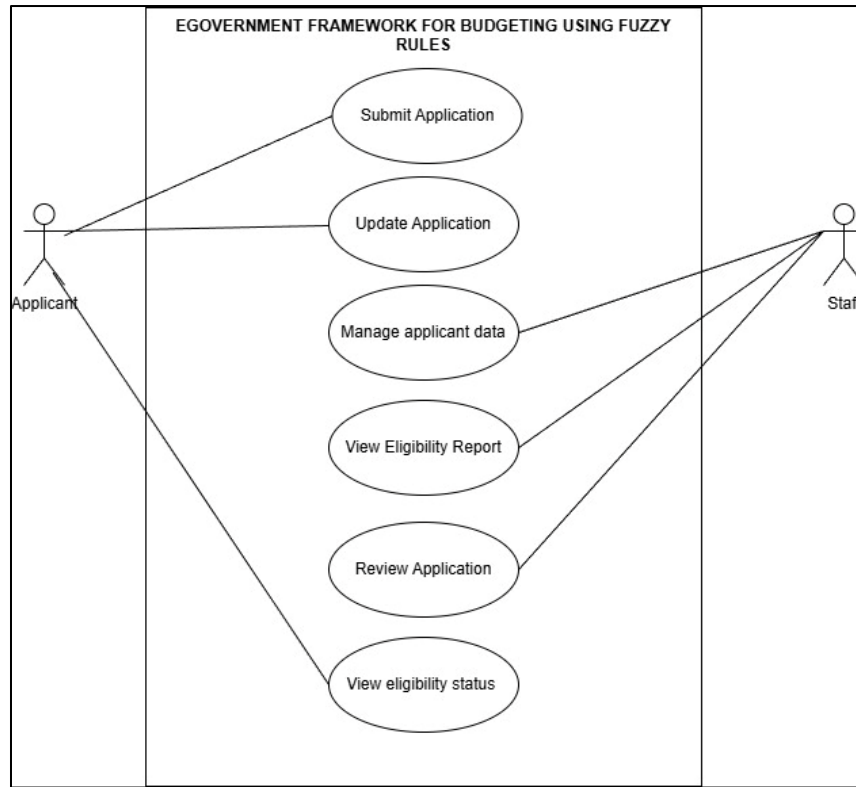 EGOVERNMENT FRAMEWORK FOR BUDGETING USING FUZZY
RULES
Submit Application
Update Application
Applicant
Manage applicant data
Staf
View Eligibility Report
Review Application
View eligibility status